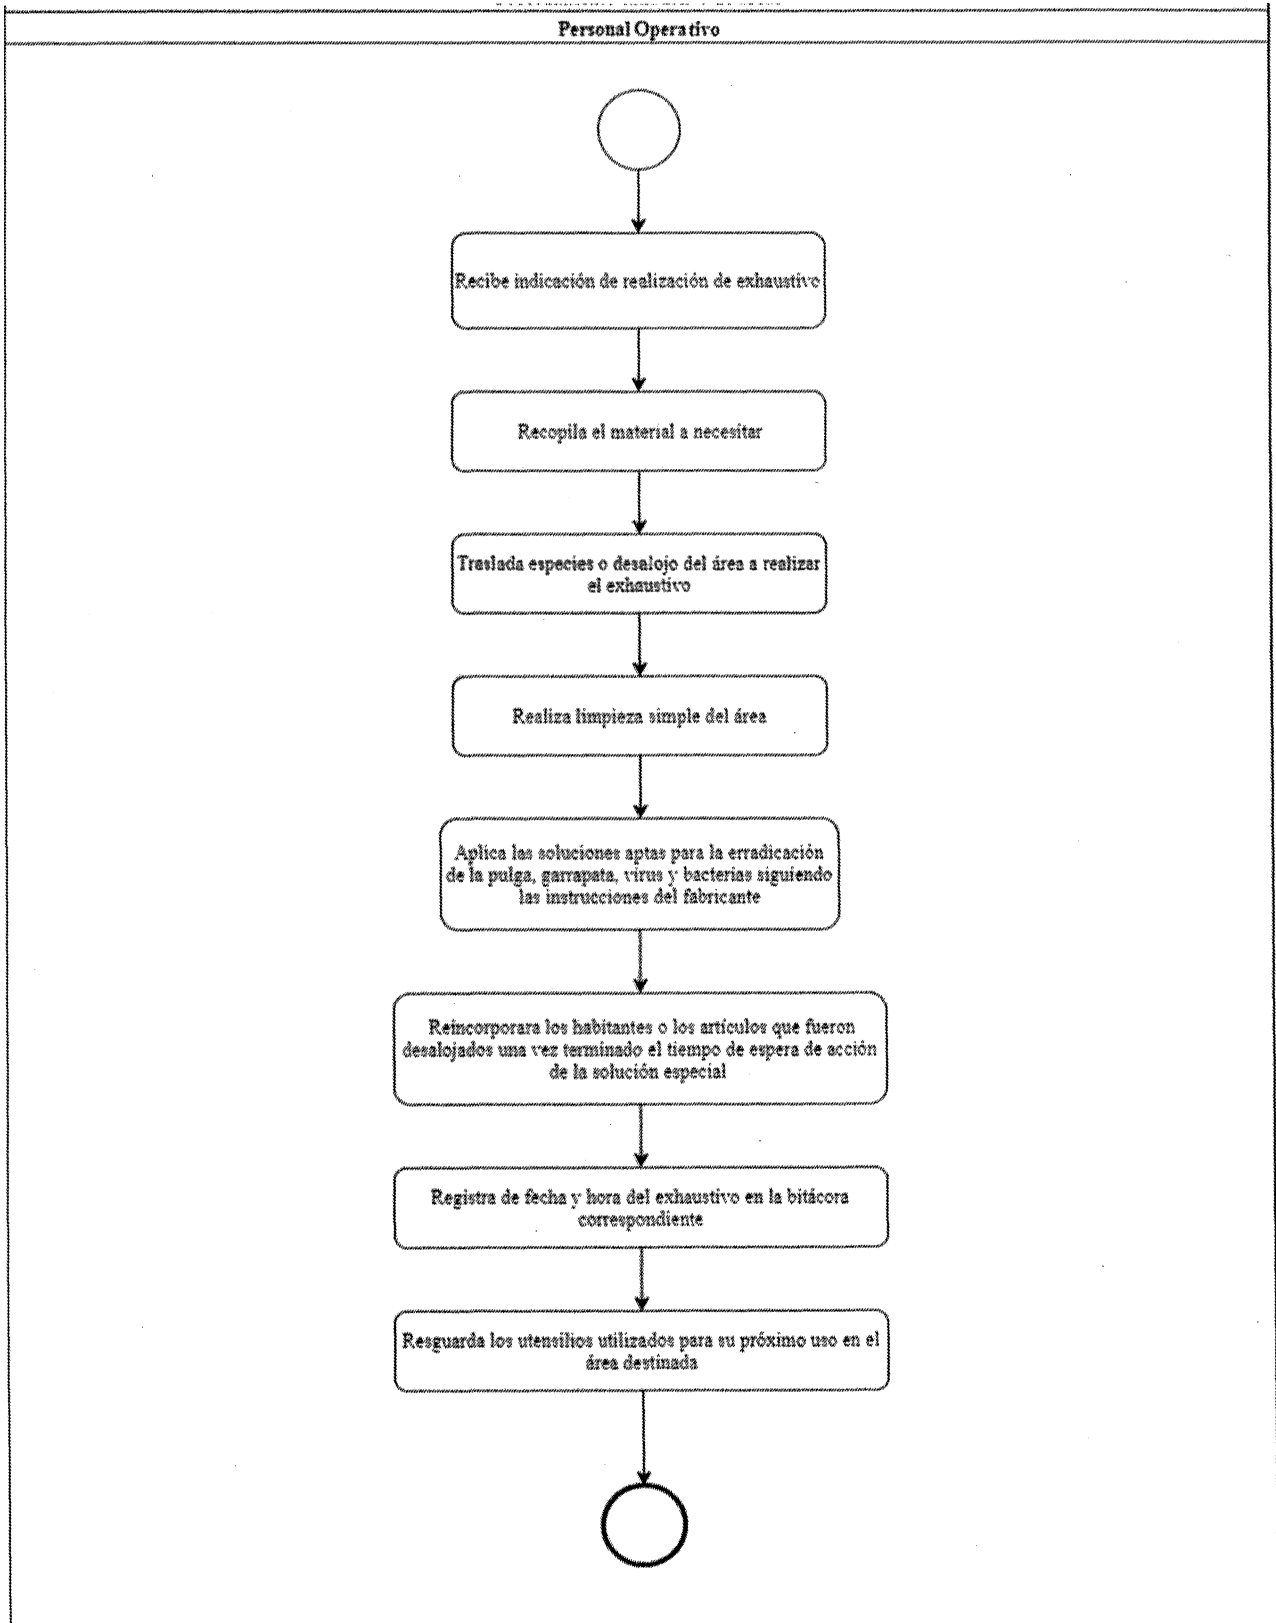 Personal Operativo
Recibe indicación de realización de exhaustivo
Recopila el material a necesitar
Traslada especies o desalojo del área a realizar
el exhaustivo
Realiza limpieza simple del área
Aplica las soluciones aptas para la erradicación
de la pulga, garrapata, virus y bacterias siguiendo
las instrucciones del fabricante
Reincorporara los habitantes o los artículos que fueron
desalojados una vez terminado el tiempo de espera de acción
de la solución especial
Registra de fecha y hora del exhaustivo en la bitácora
correspondiente
Resguarda los utensilios utilizados para su próximo uso en el
área destinada